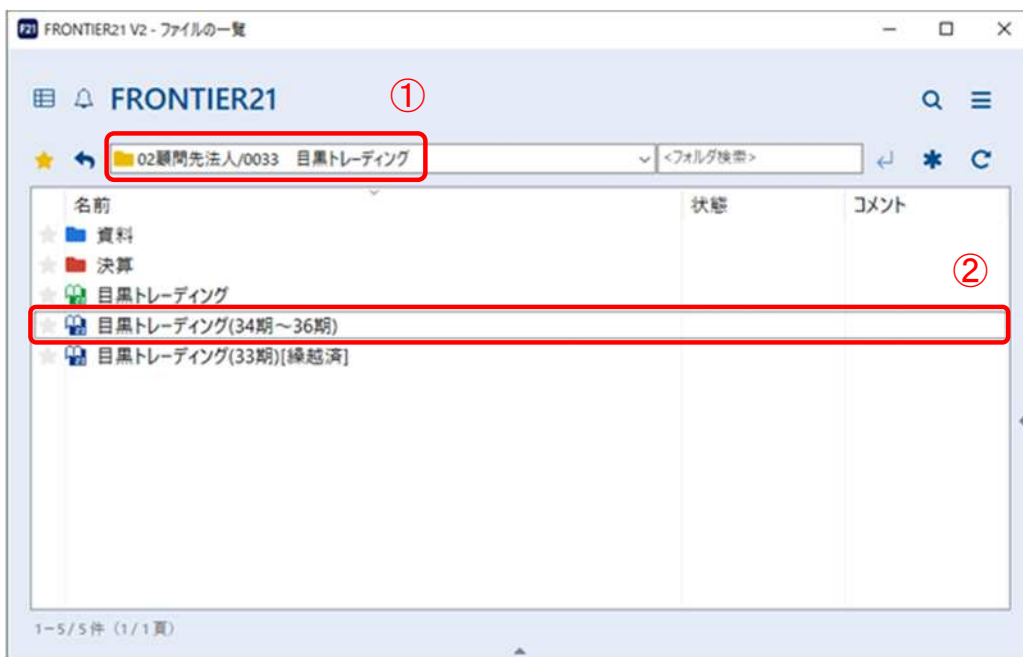 F21 FRONTIER21 V2 - ファイルの一覧
FRONTIER21
①
02顧問先法人/0033 目黒トレーディング
<フォルダ検索>
名前 状態 コメント
資料
決算
②
目黒トレーディング
目黒トレーディング(34期～36期)
目黒トレーディング(33期)[繰越済]
1-5/5件 (1/1頁)